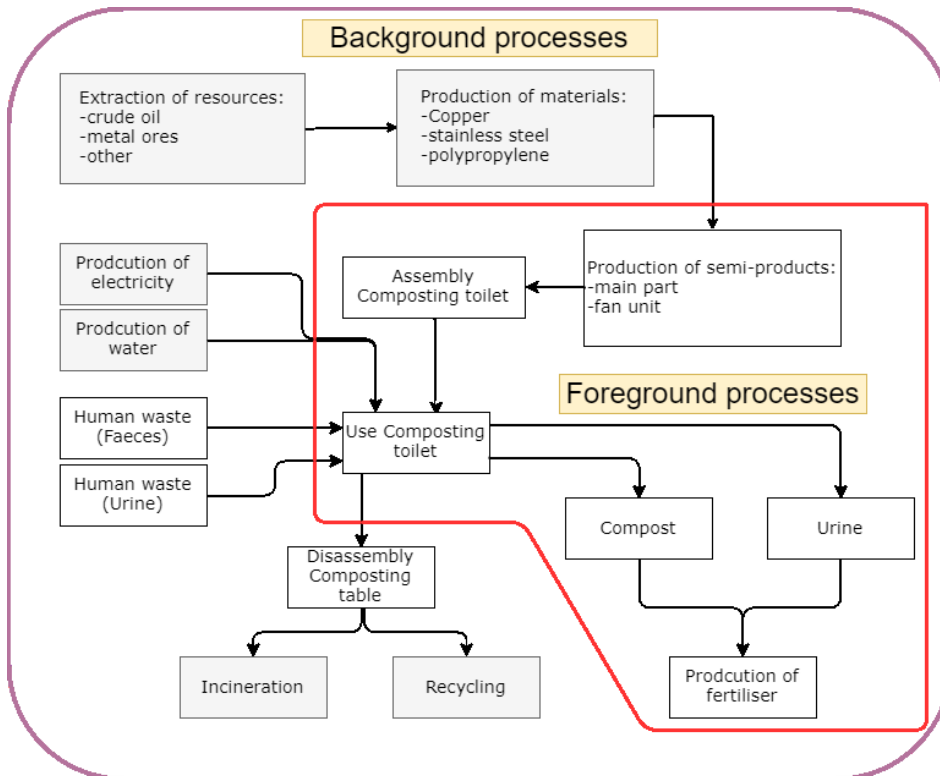 Background processes
Extraction of resources:
-crude oil
-metal ores
-other
Production of materials:
-Copper
-stainless steel
-polypropylene
Prodcution of
electricity
Assembly
Composting toilet
Production of semi-products:
-main part
-fan unit
Prodcution of
water
Foreground processes
Human waste
(Faeces)
Use Composting
toilet
Human waste
(Urine)
Compost
Urine
Disassembly
Composting
table
Incineration
Recycling
Prodcution of
fertiliser